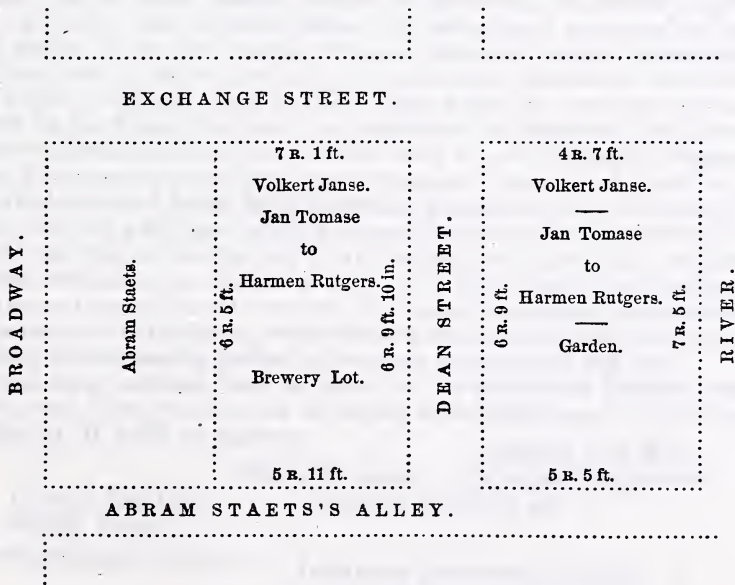 EXCHANGE STREET.
BROADWAY.
Abram Staets.
7 R. 1 ft.
Volkert Janse.
Jan Tomase
to
Harmen Rutgers.
6 R. 5 ft.
6 R. 9 ft. 10 in.
Brewery Lot.
5 R. 11 ft.
DEAN STREET.
4 R. 7 ft.
Volkert Janse.
Jan Tomase
to
Harmen Rutgers.
6 R. 9 ft.
7 R. 5 ft.
Garden.
5 R. 5 ft.
RIVER.
ABRAM STAETS'S ALLEY.